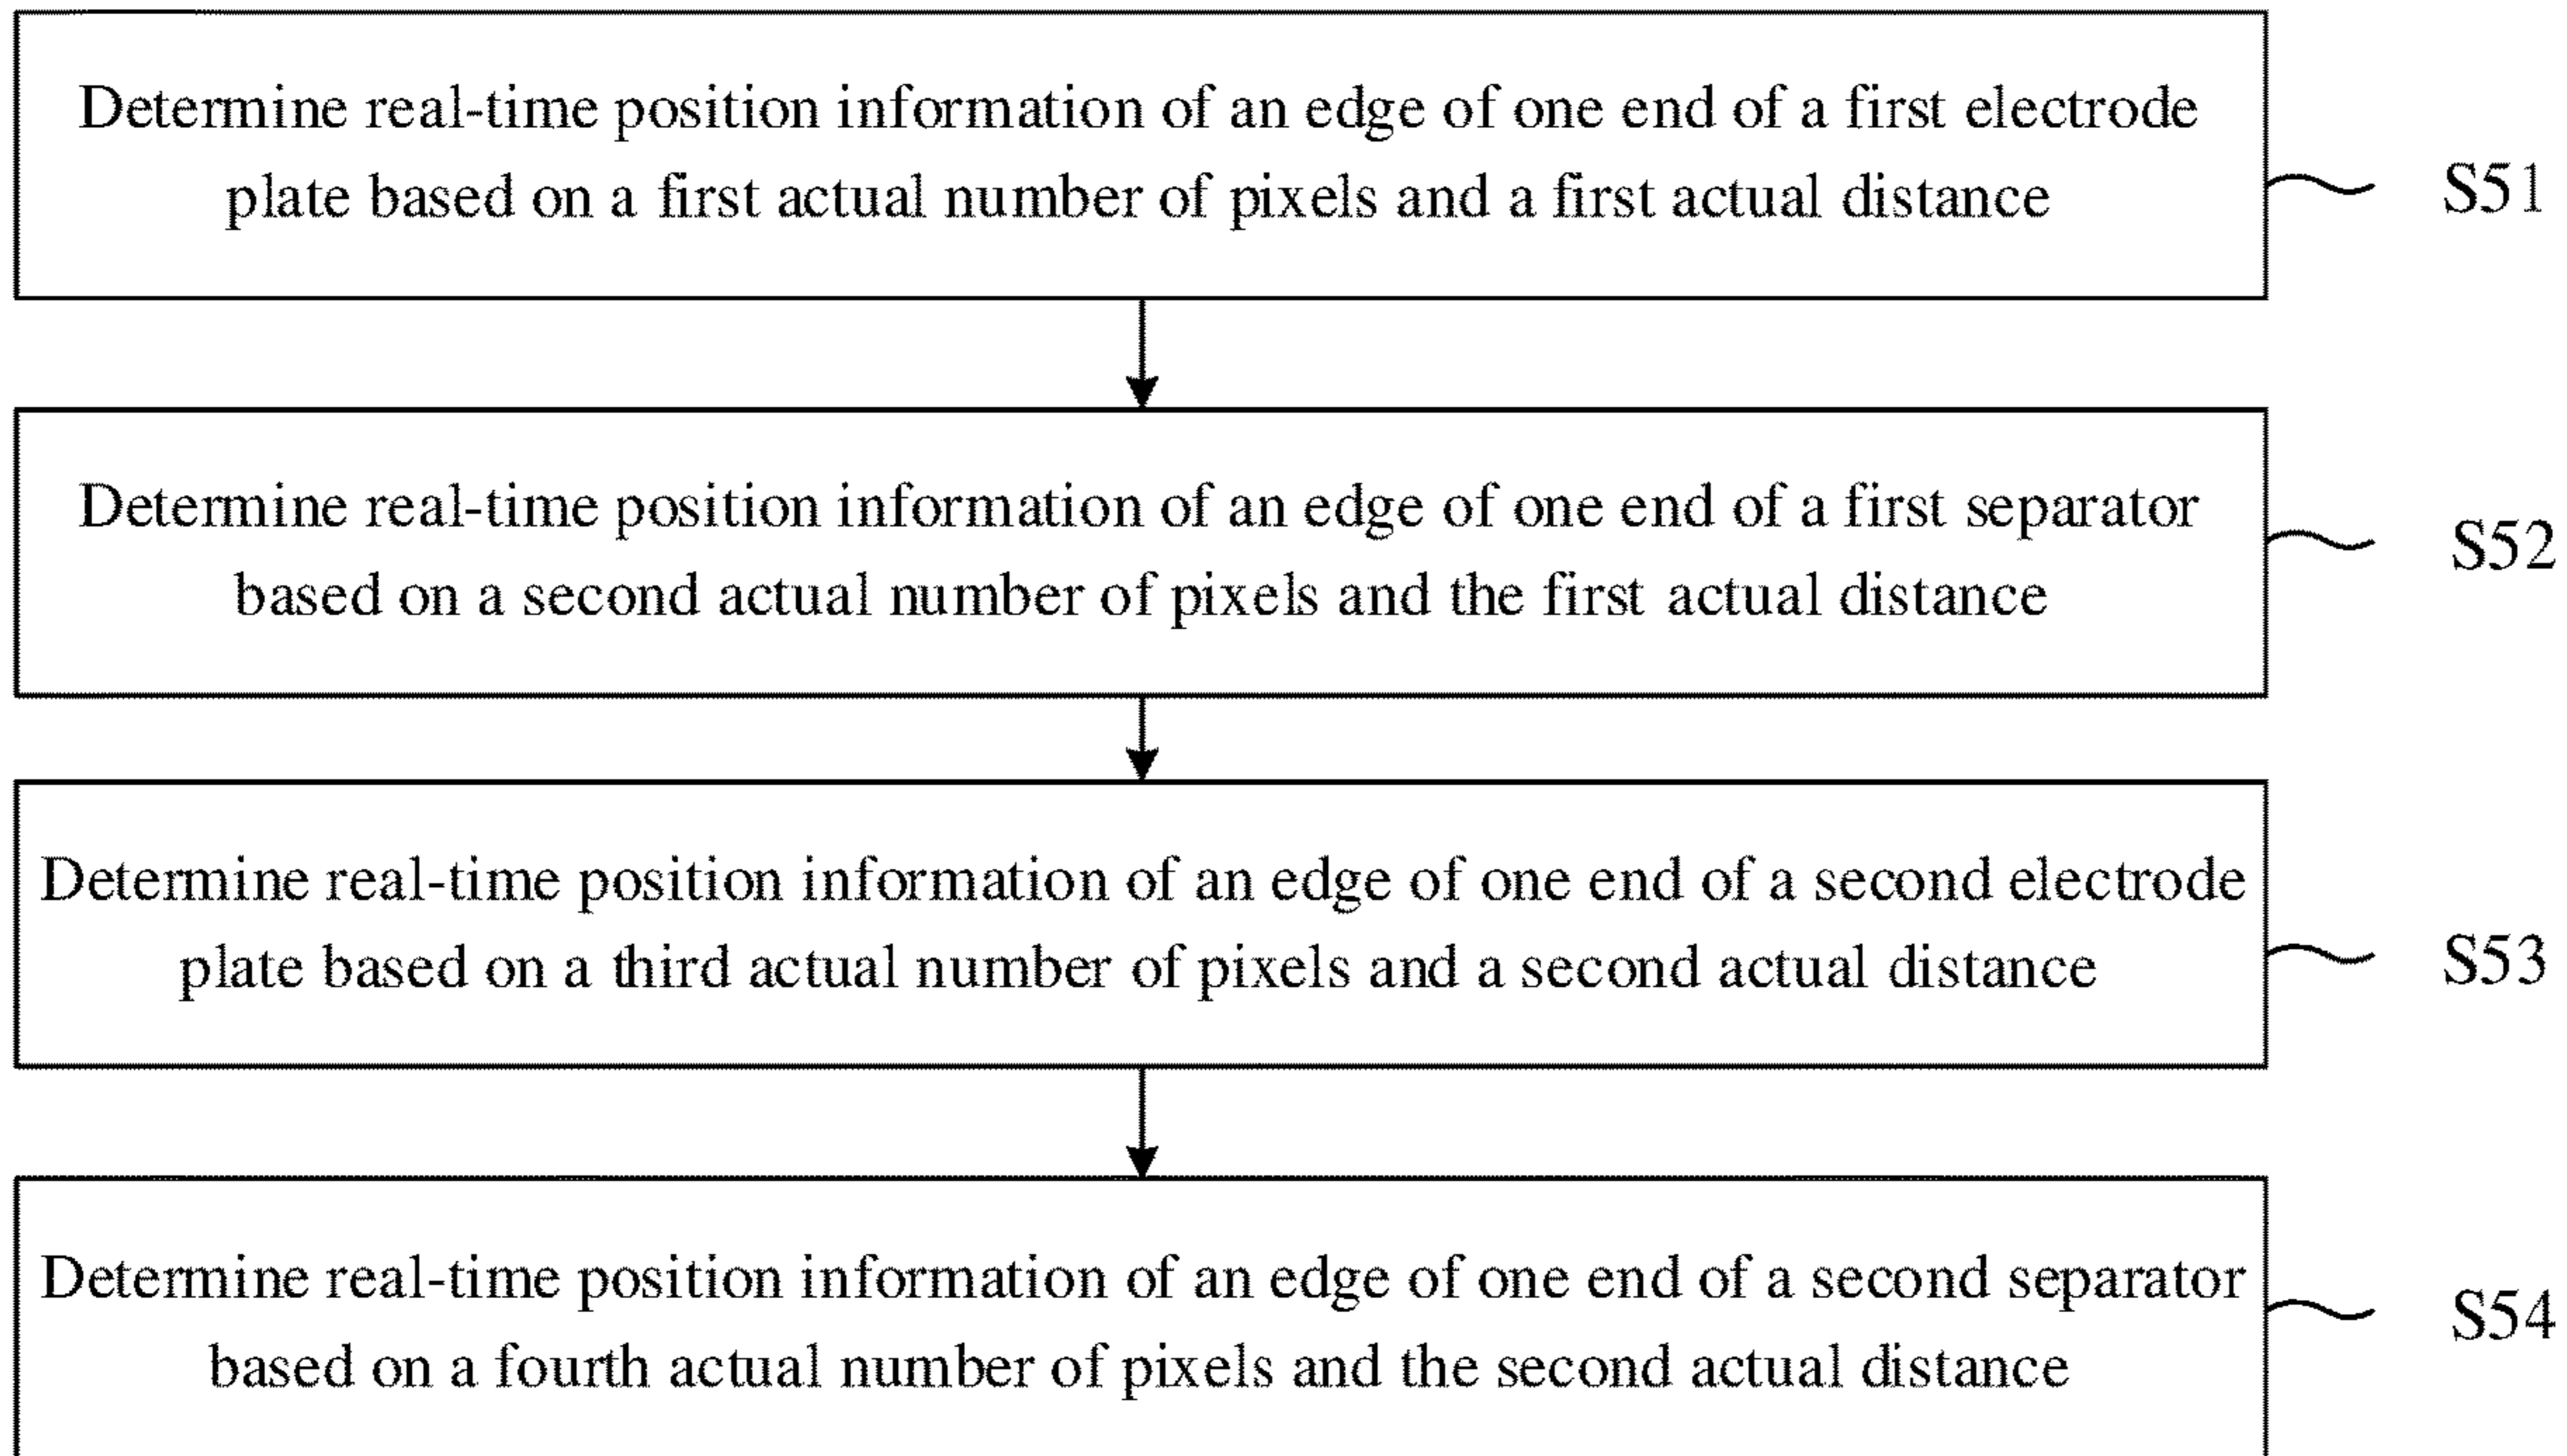 Determine real-time position information of an edge of one end of a first electrode
plate based on a first actual number of pixels and a first actual distance
S51
Determine real-time position information of an edge of one end of a first separator
based on a second actual number of pixels and the first actual distance
S52
Determine real-time position information of an edge of one end of a second electrode
plate based on a third actual number of pixels and a second actual distance
S53
Determine real-time position information of an edge of one end of a second separator
based on a fourth actual number of pixels and the second actual distance
S54